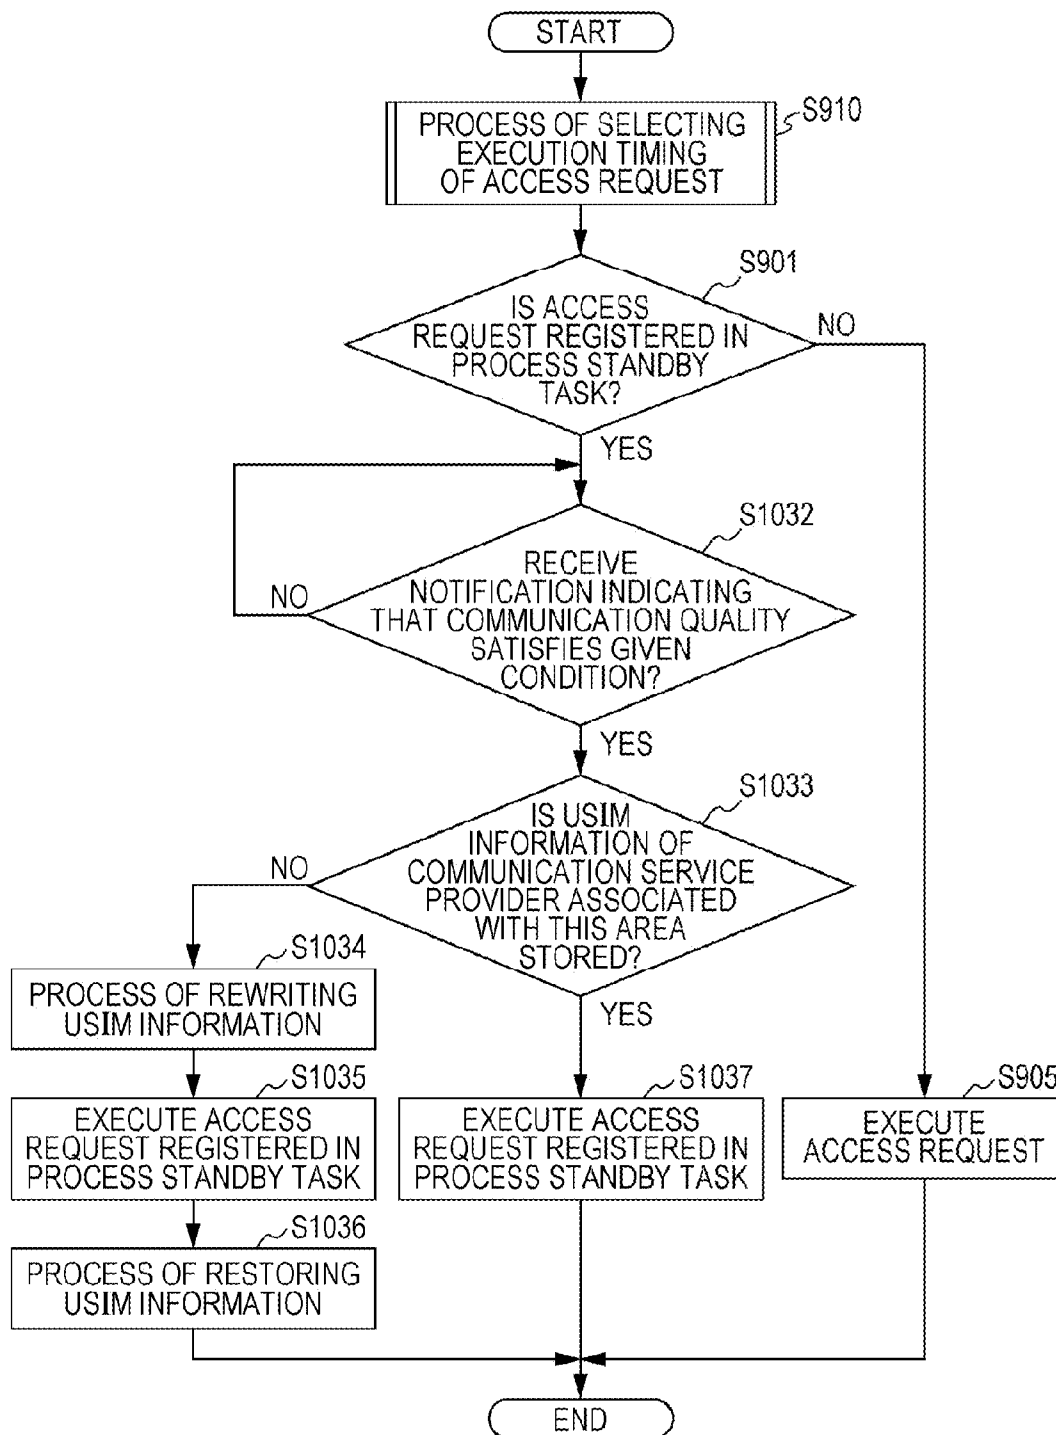 START
S910
PROCESS OF SELECTING
EXECUTION TIMING
OF ACCESS REQUEST
S901
IS ACCESS
REQUEST REGISTERED IN
PROCESS STANDBY
TASK?
NO
YES
S1032
RECEIVE
NOTIFICATION INDICATING
THAT COMMUNICATION QUALITY
SATISFIES GIVEN
CONDITION?
NO
YES
S1033
IS USIM
INFORMATION OF
COMMUNICATION SERVICE
PROVIDER ASSOCIATED
WITH THIS AREA
STORED?
NO
YES
S1034
PROCESS OF REWRITING
USIM INFORMATION
S1035
EXECUTE ACCESS
REQUEST REGISTERED IN
PROCESS STANDBY TASK
S1036
PROCESS OF RESTORING
USIM INFORMATION
S1037
EXECUTE ACCESS
REQUEST REGISTERED IN
PROCESS STANDBY TASK
S905
EXECUTE
ACCESS REQUEST
END